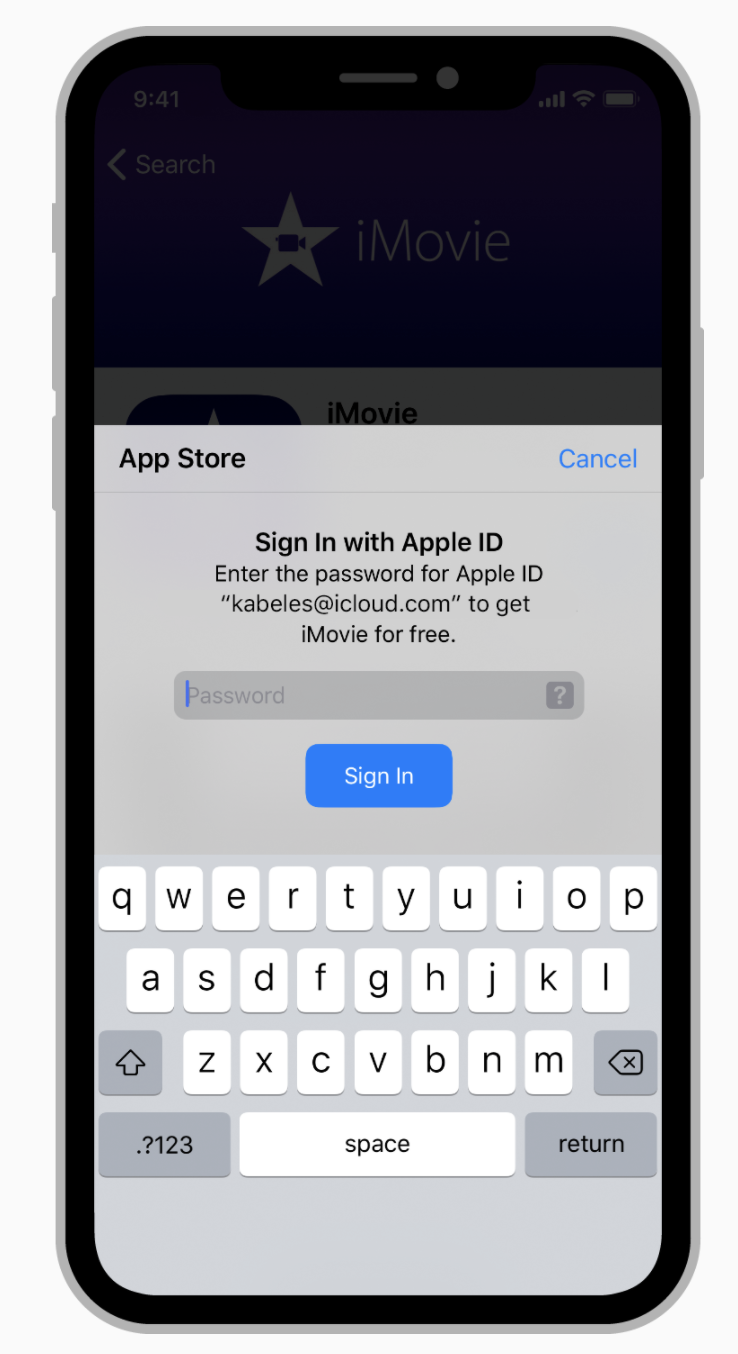 9:41
Search
iMovie
iMovie
App Store
Cancel
Sign In with Apple ID
Enter the password for Apple ID
“kabeles@icloud.com” to get
iMovie for free.
Password
?
Sign In
q w e r t y u i o p
a s d f g h j k l
z x c v b n m
.?123 space return